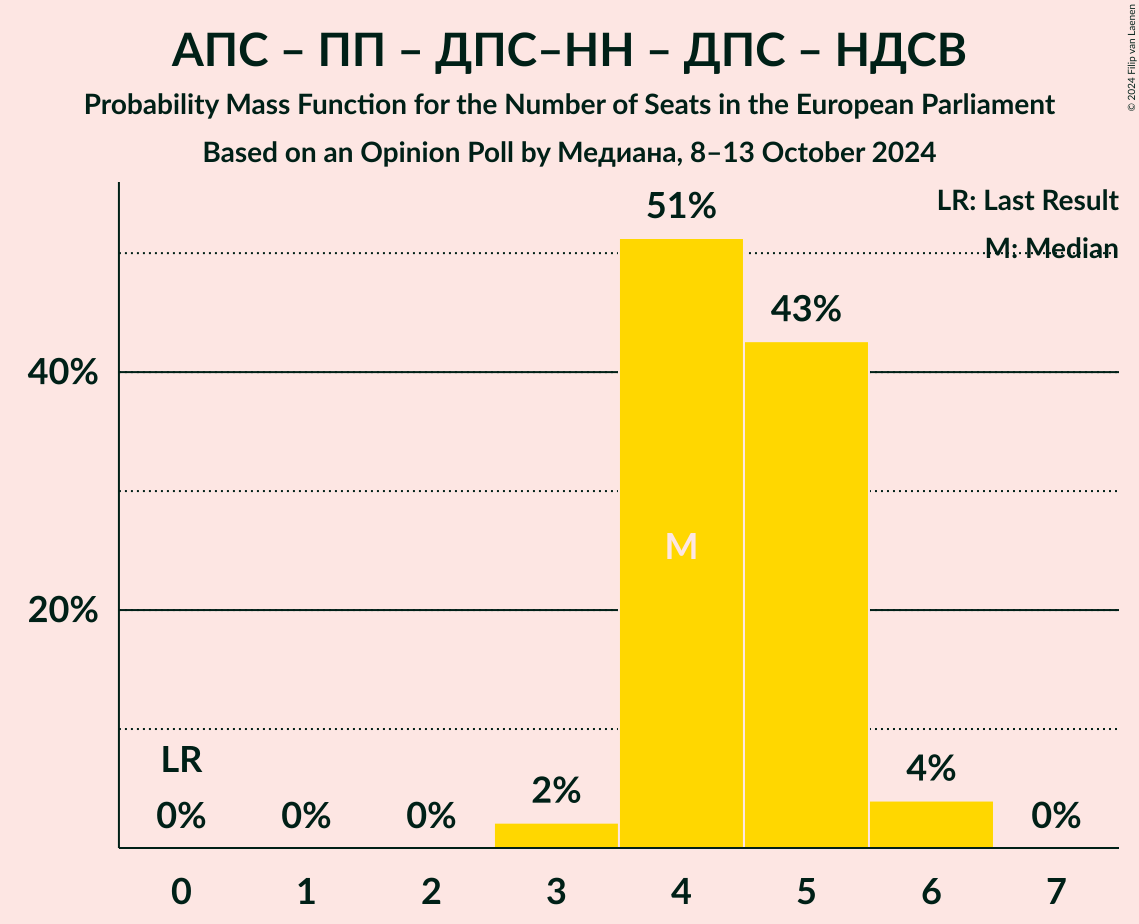 АПС – ПП – ДПС–НН – ДПС – НДСВ
Probability Mass Function for the Number of Seats in the European Parliament
Based on an Opinion Poll by Медиана, 8–13 October 2024
© 2024 Filip van Laenen
LR: Last Result
M: Median
51%
43%
40%
M
20%
LR
0%
0%
0%
2%
4%
0%
0
1
2
3
4
5
6
7